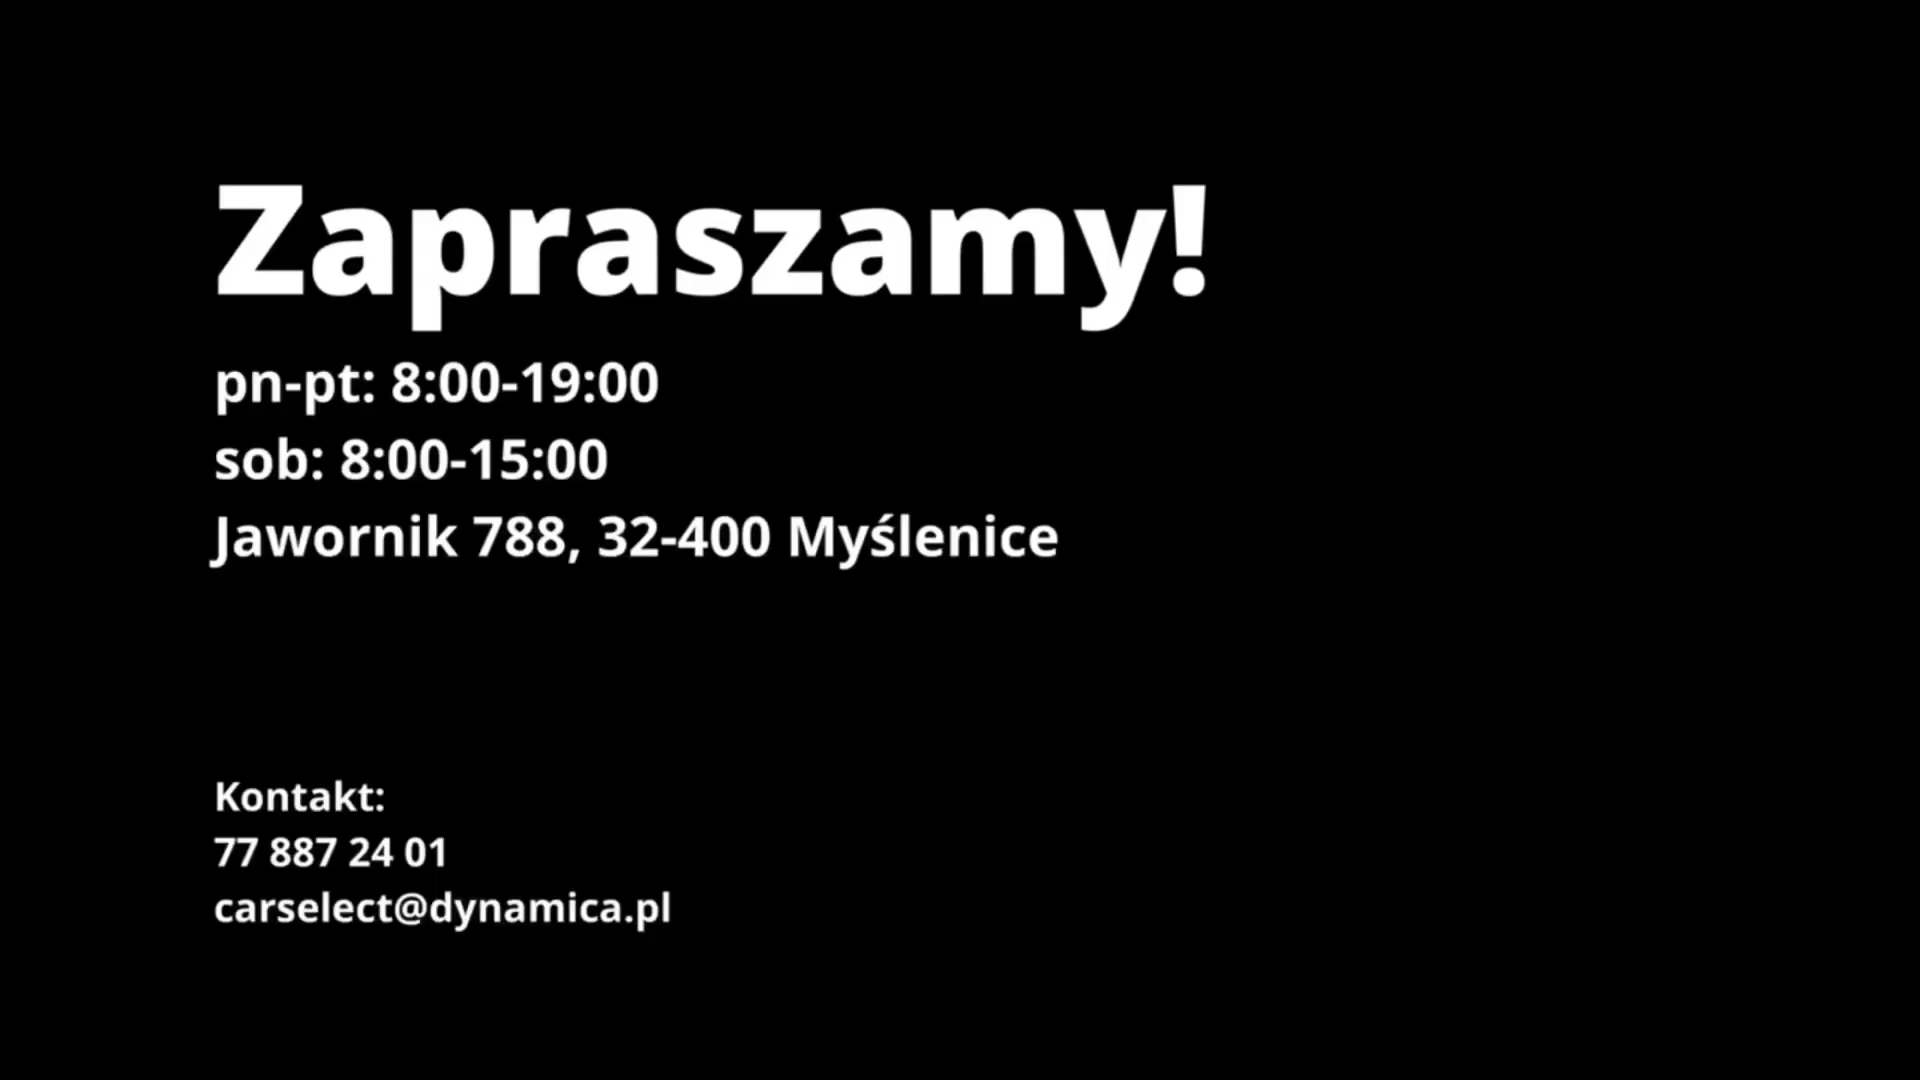 Zapraszamy!
pn-pt: 8:00-19:00
sob: 8:00-15:00
Jawornik 788, 32-400 Myślenice
Kontakt:
77 887 24 01
carselect@dynamica.pl